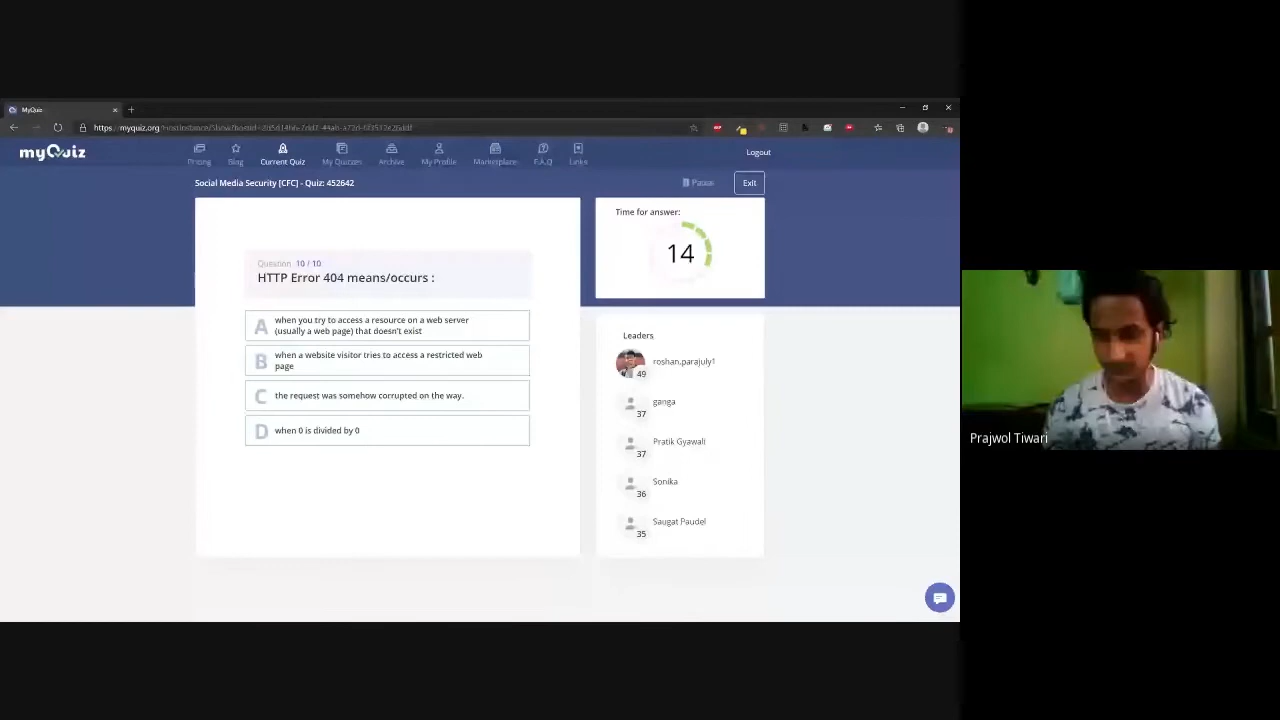 MyQuiz
https://myquiz.org
myQuiz
Pricing
Blog
Current Quiz
My Quizzes
Archive
My Profile
Marketplace
F.A.Q
Links
Logout
Social Media Security [CFC] - Quiz: 452642
Pause
Exit
Question: 10 / 10
HTTP Error 404 means/occurs :
A
when you try to access a resource on a web server
(usually a web page) that doesn't exist
B
when a website visitor tries to access a restricted web
page
C
the request was somehow corrupted on the way.
D
when 0 is divided by 0
Time for answer:
14
Leaders
roshan.parajuly1
49
ganga
37
Pratik Gyawali
37
Sonika
36
Saugat Paudel
35
Prajwol Tiwari